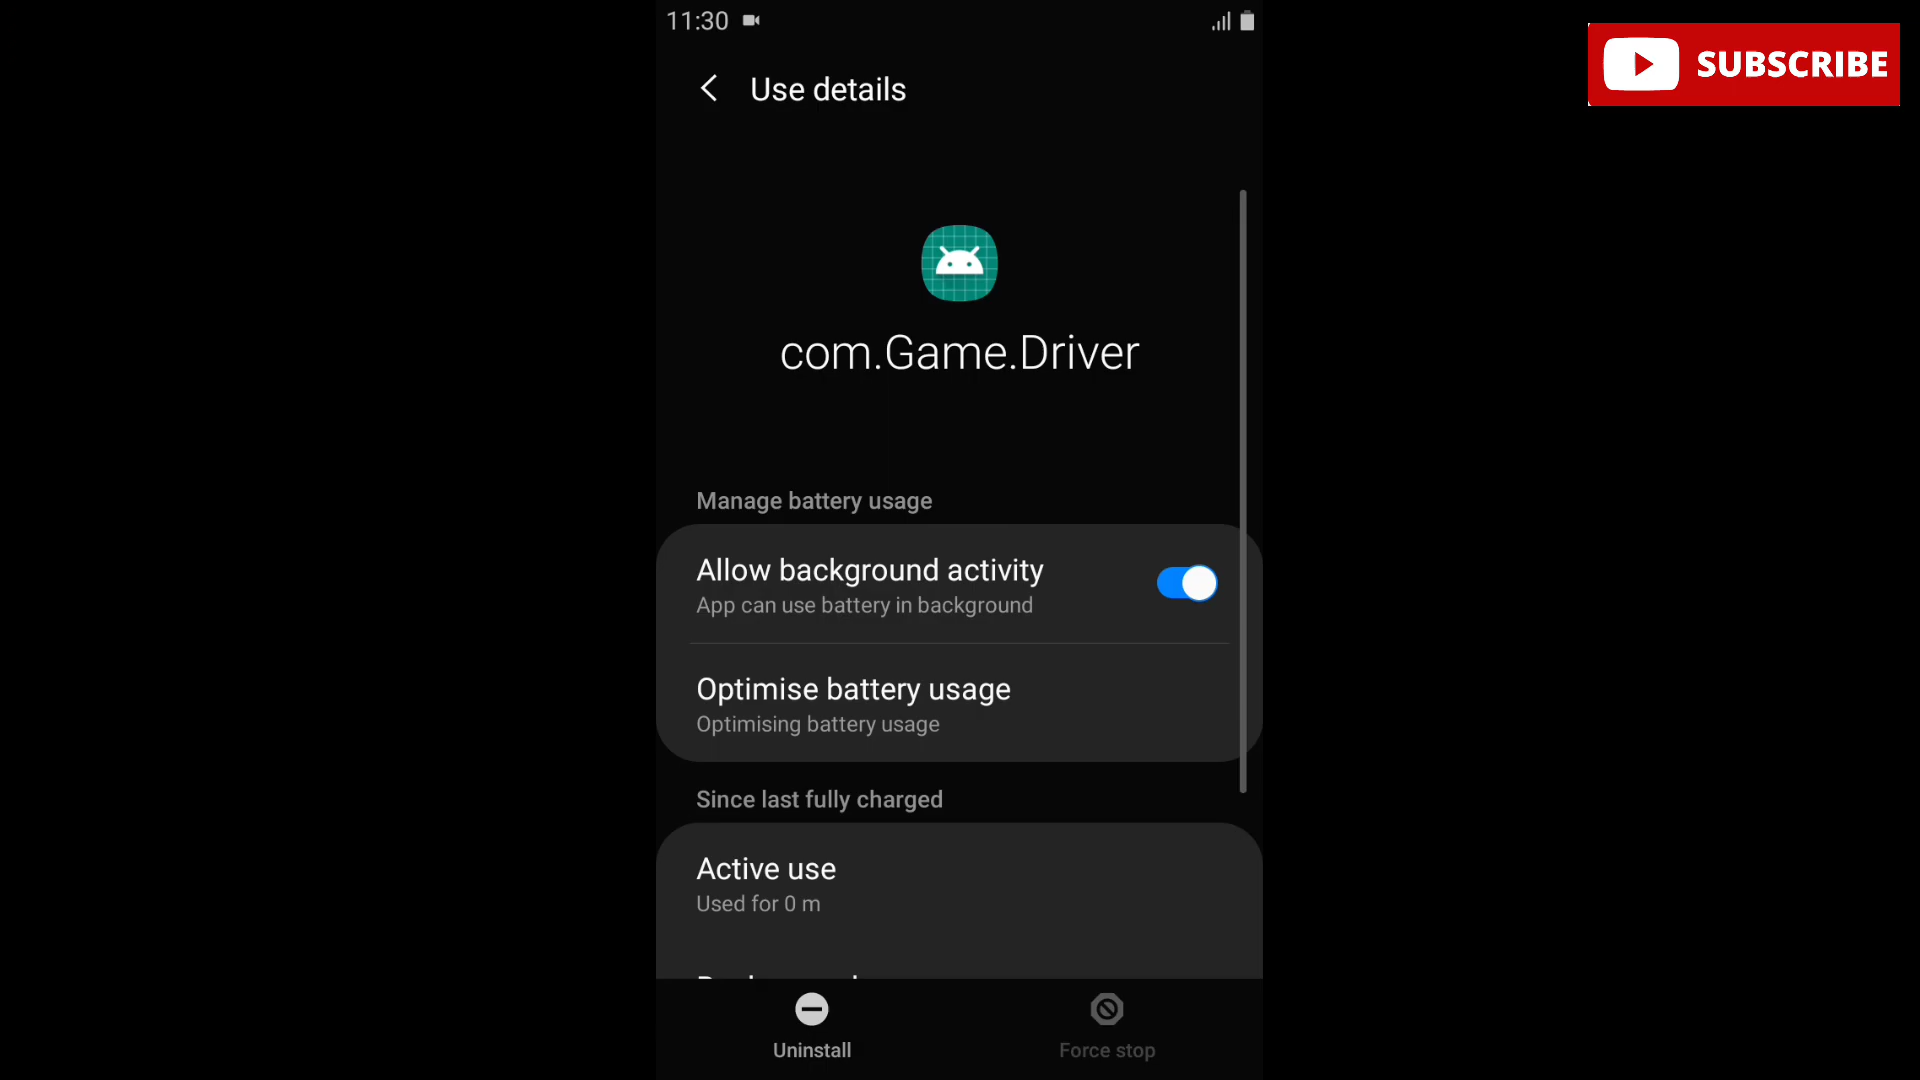 11:30
SUBSCRIBE
Use details
com.Game.Driver
Manage battery usage
Allow background activity
App can use battery in background
Optimise battery usage
Optimising battery usage
Since last fully charged
Active use
Used for 0 m
Uninstall
Force stop